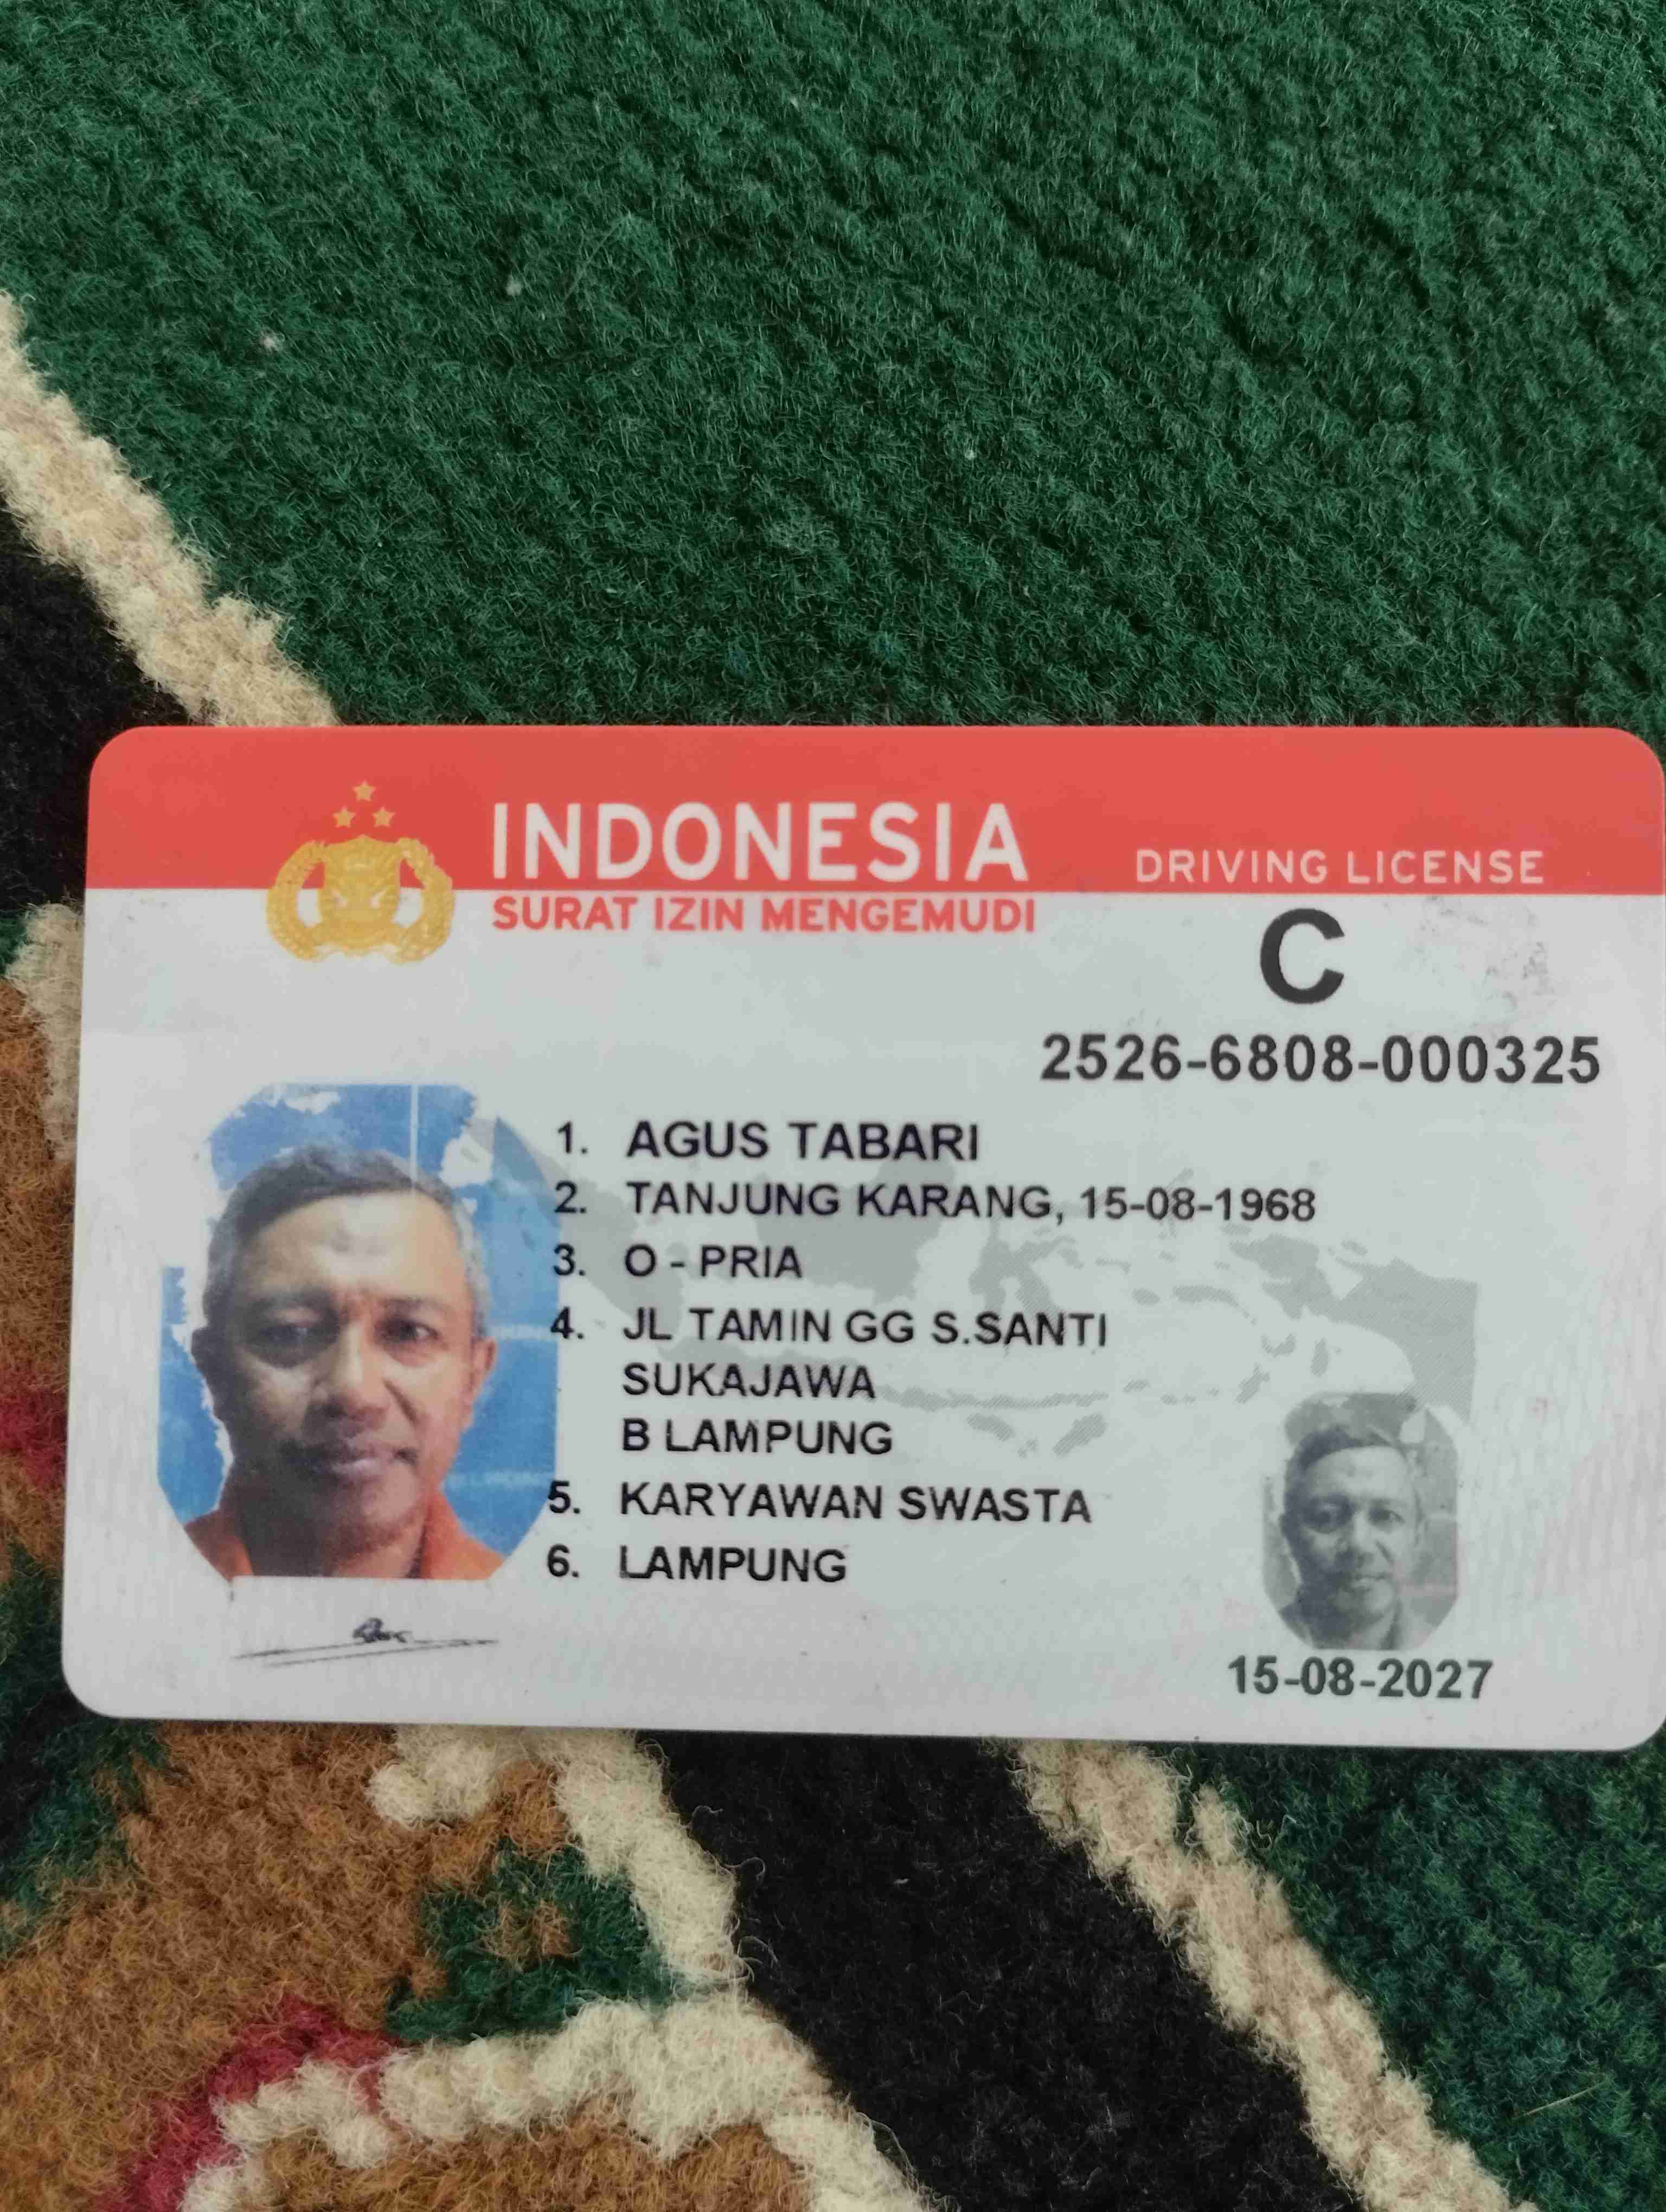 INDONESIA
DRIVING LICENSE
SURAT IZIN MENGEMUDI
C
2526-6808-000325
1. AGUS TABARI
2. TANJUNG KARANG, 15-08-1968
3. O - PRIA
4. JL TAMIN GG S.SANTI
SUKAJAWA
B LAMPUNG
5. KARYAWAN SWASTA
6. LAMPUNG
15-08-2027